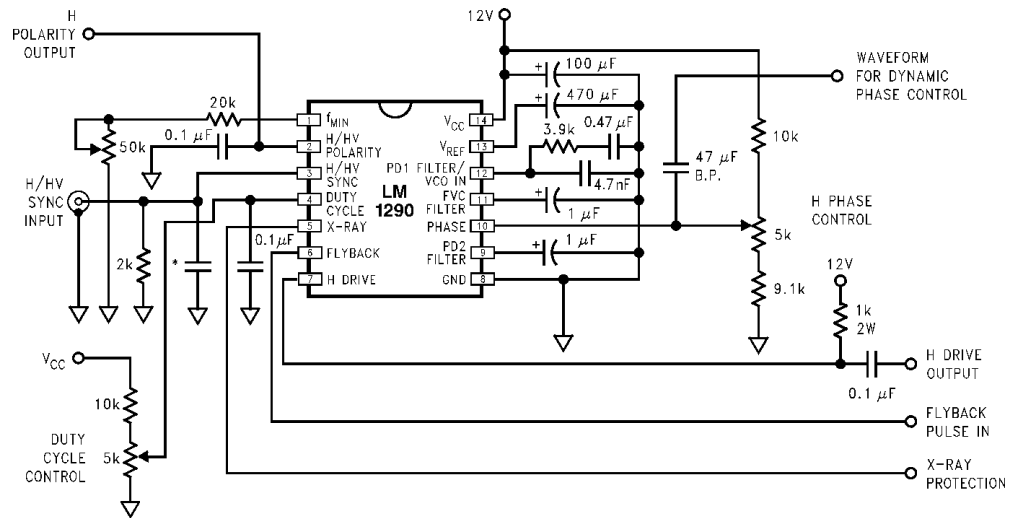 H
POLARITY
OUTPUT
12V
WAVEFORM
FOR DYNAMIC
PHASE CONTROL
100 μF
470 μF
20k
0.1 μF
50k
3.9k
0.47 μF
4.7nF
1 μF
1 μF
10k
47 μF
B.P.
H PHASE
CONTROL
5k
9.1k
H/HV
SYNC
INPUT
2k
*
0.1μF
LM
1290
1
fMIN
2
H/HV
POLARITY
3
H/HV
SYNC
4
DUTY
CYCLE
5
X-RAY
6
FLYBACK
7
H DRIVE
VCC
14
VREF
13
PD1 FILTER/
VCO IN
12
FVC
FILTER
11
PHASE
10
PD2
FILTER
9
GND
8
+
+
+
+
12V
1k
2W
H DRIVE
OUTPUT
0.1 μF
FLYBACK
PULSE IN
X-RAY
PROTECTION
VCC
10k
DUTY
CYCLE
CONTROL
5k